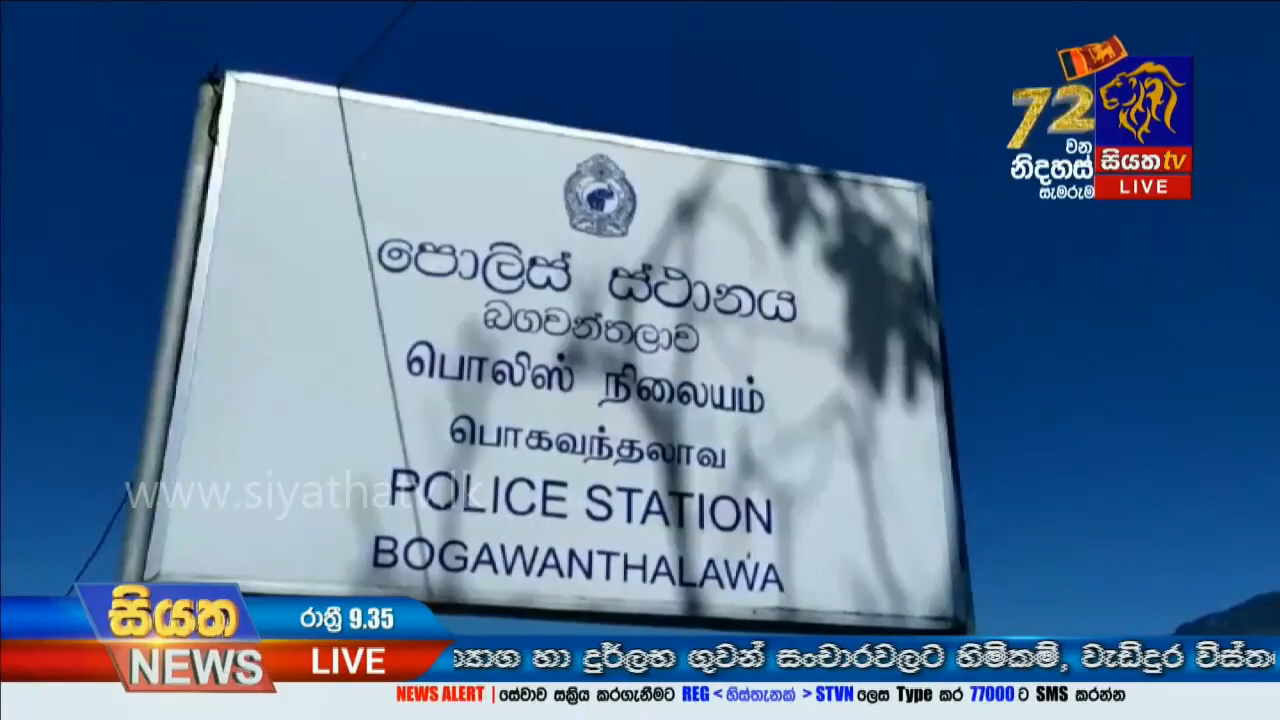 72
වන
නිදහස්
සැමරුම
සියත tv
LIVE
පොලිස් ස්ථානය
බගවන්තලාව
பொலிஸ் நிலையம்
பொகவந்தலாவ
POLICE STATION
BOGAWANTHALAWA
www.siyathatv.lk
සියත
NEWS
රාත්‍රී 9.35
LIVE
හා දුර්ලභ ගුවන් සංචාරවලට හිමිකම්, වැඩිදුර
NEWS ALERT | සේවාව සක්‍රිය කරගැනීමට REG < හිස්තැනක් > STVN ලෙස Type කර 77000 ට SMS කරන්න